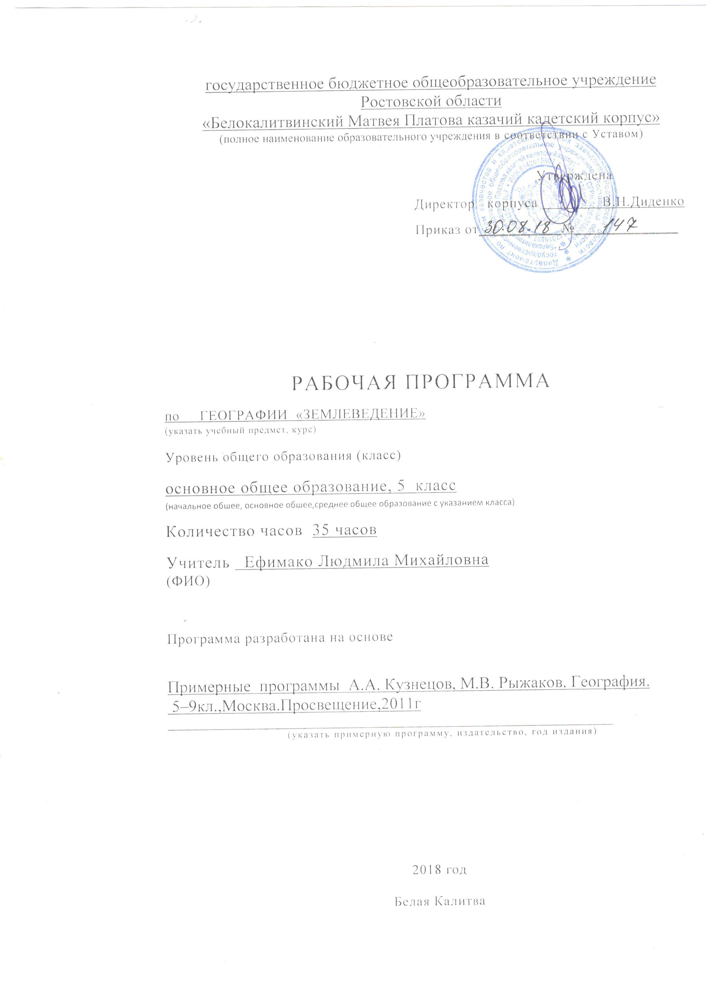 государственное бюджетное общеобразовательное учреждение
Ростовской области
«Белокалитвинский Матвея Платова казачий кадетский корпус»
(полное наименование образовательного учреждения в соответствии с Уставом)
Утверждена
Директор корпуса В.Н.Диденко
Приказ от 30.08.18 № 147
РАБОЧАЯ ПРОГРАММА
по ГЕОГРАФИИ «ЗЕМЛЕВЕДЕНИЕ»
(указать учебный предмет, курс)
Уровень общего образования (класс)
основное общее образование, 5 класс
(начальное обшее, основное обшее,среднее общее образование с указанием класса)
Количество часов 35 часов
Учитель Ефимако Людмила Михайловна
(ФИО)
Программа разработана на основе
Примерные программы А.А. Кузнецов, М.В. Рыжаков. География.
5–9кл.,Москва.Просвещение,2011г
(указать примерную программу, издательство, год издания)
2018 год
Белая Калитва